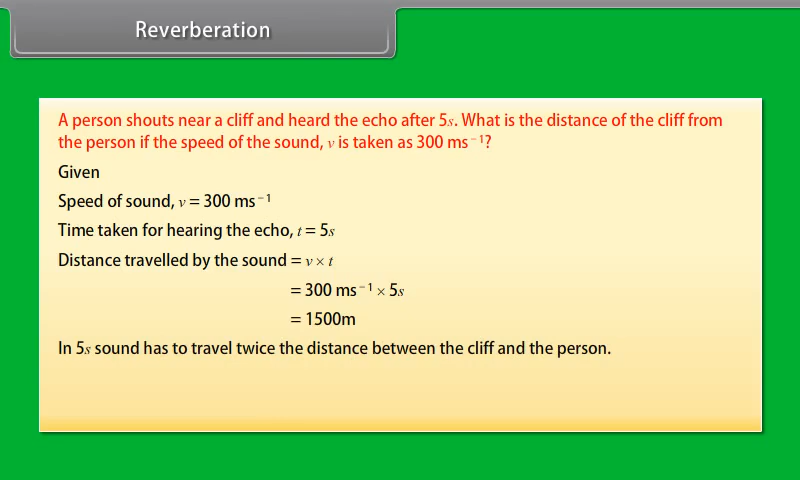 Reverberation
A person shouts near a cliff and heard the echo after 5s. What is the distance of the cliff from
the person if the speed of the sound, v is taken as 300 ms⁻¹?
Given
Speed of sound, v = 300 ms⁻¹
Time taken for hearing the echo, t = 5s
Distance travelled by the sound = v × t
= 300 ms⁻¹ × 5s
= 1500m
In 5s sound has to travel twice the distance between the cliff and the person.